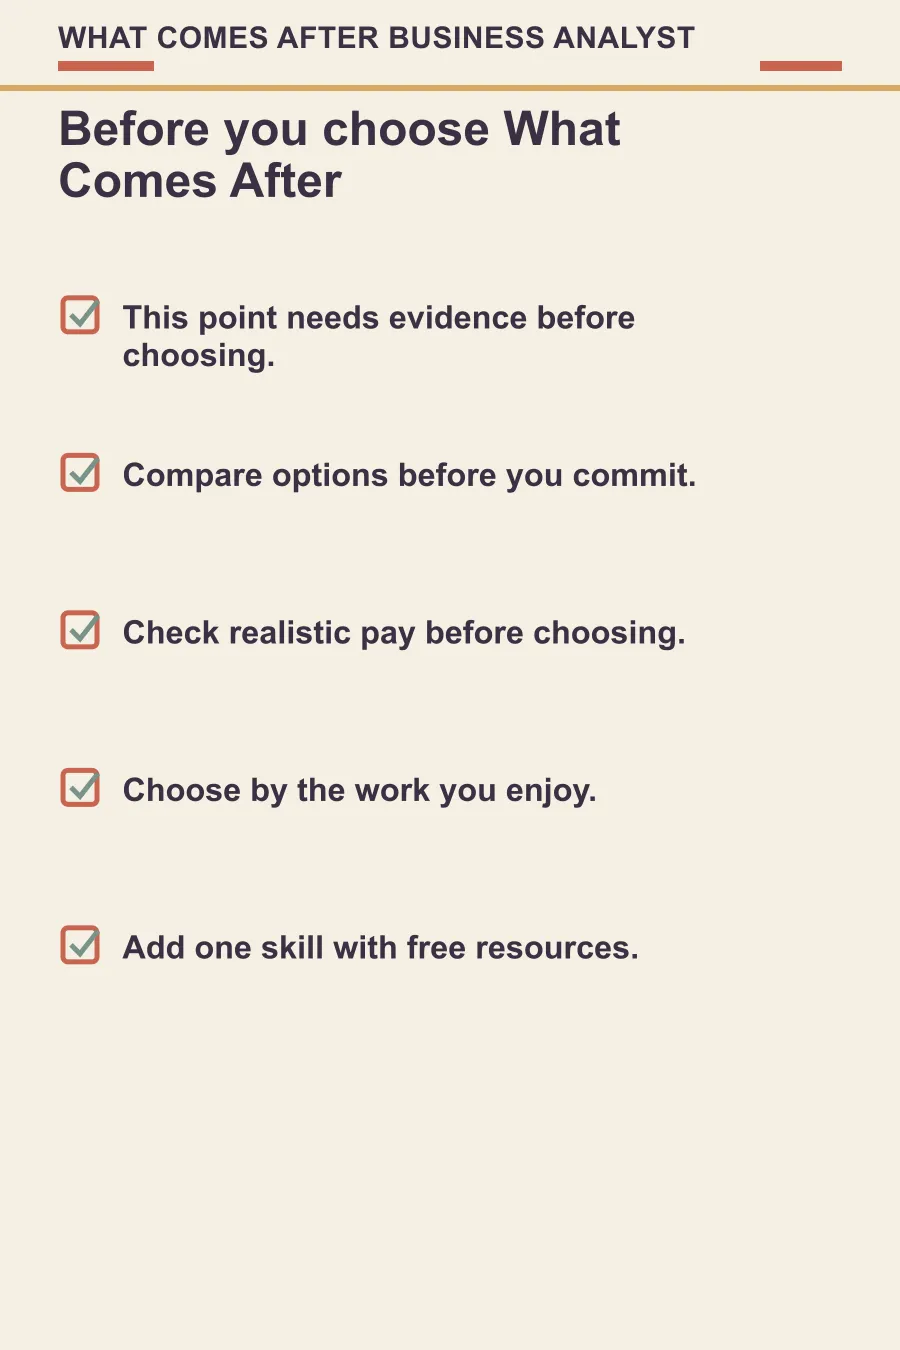 WHAT COMES AFTER BUSINESS ANALYST
Before you choose What
Comes After
This point needs evidence before
choosing.
Compare options before you commit.
Check realistic pay before choosing.
Choose by the work you enjoy.
Add one skill with free resources.